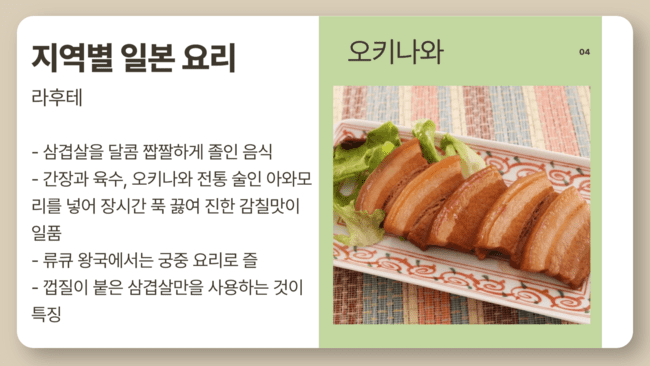 지역별 일본 요리
라후테
- 삼겹살을 달콤 짭짤하게 졸인 음식
- 간장과 육수, 오키나와 전통 술인 아와모
리를 넣어 장시간 푹 끓여 진한 감칠맛이
일품
- 류큐 왕국에서는 궁중 요리로 즐
- 껍질이 붙은 삼겹살만을 사용하는 것이
특징
오키나와
04